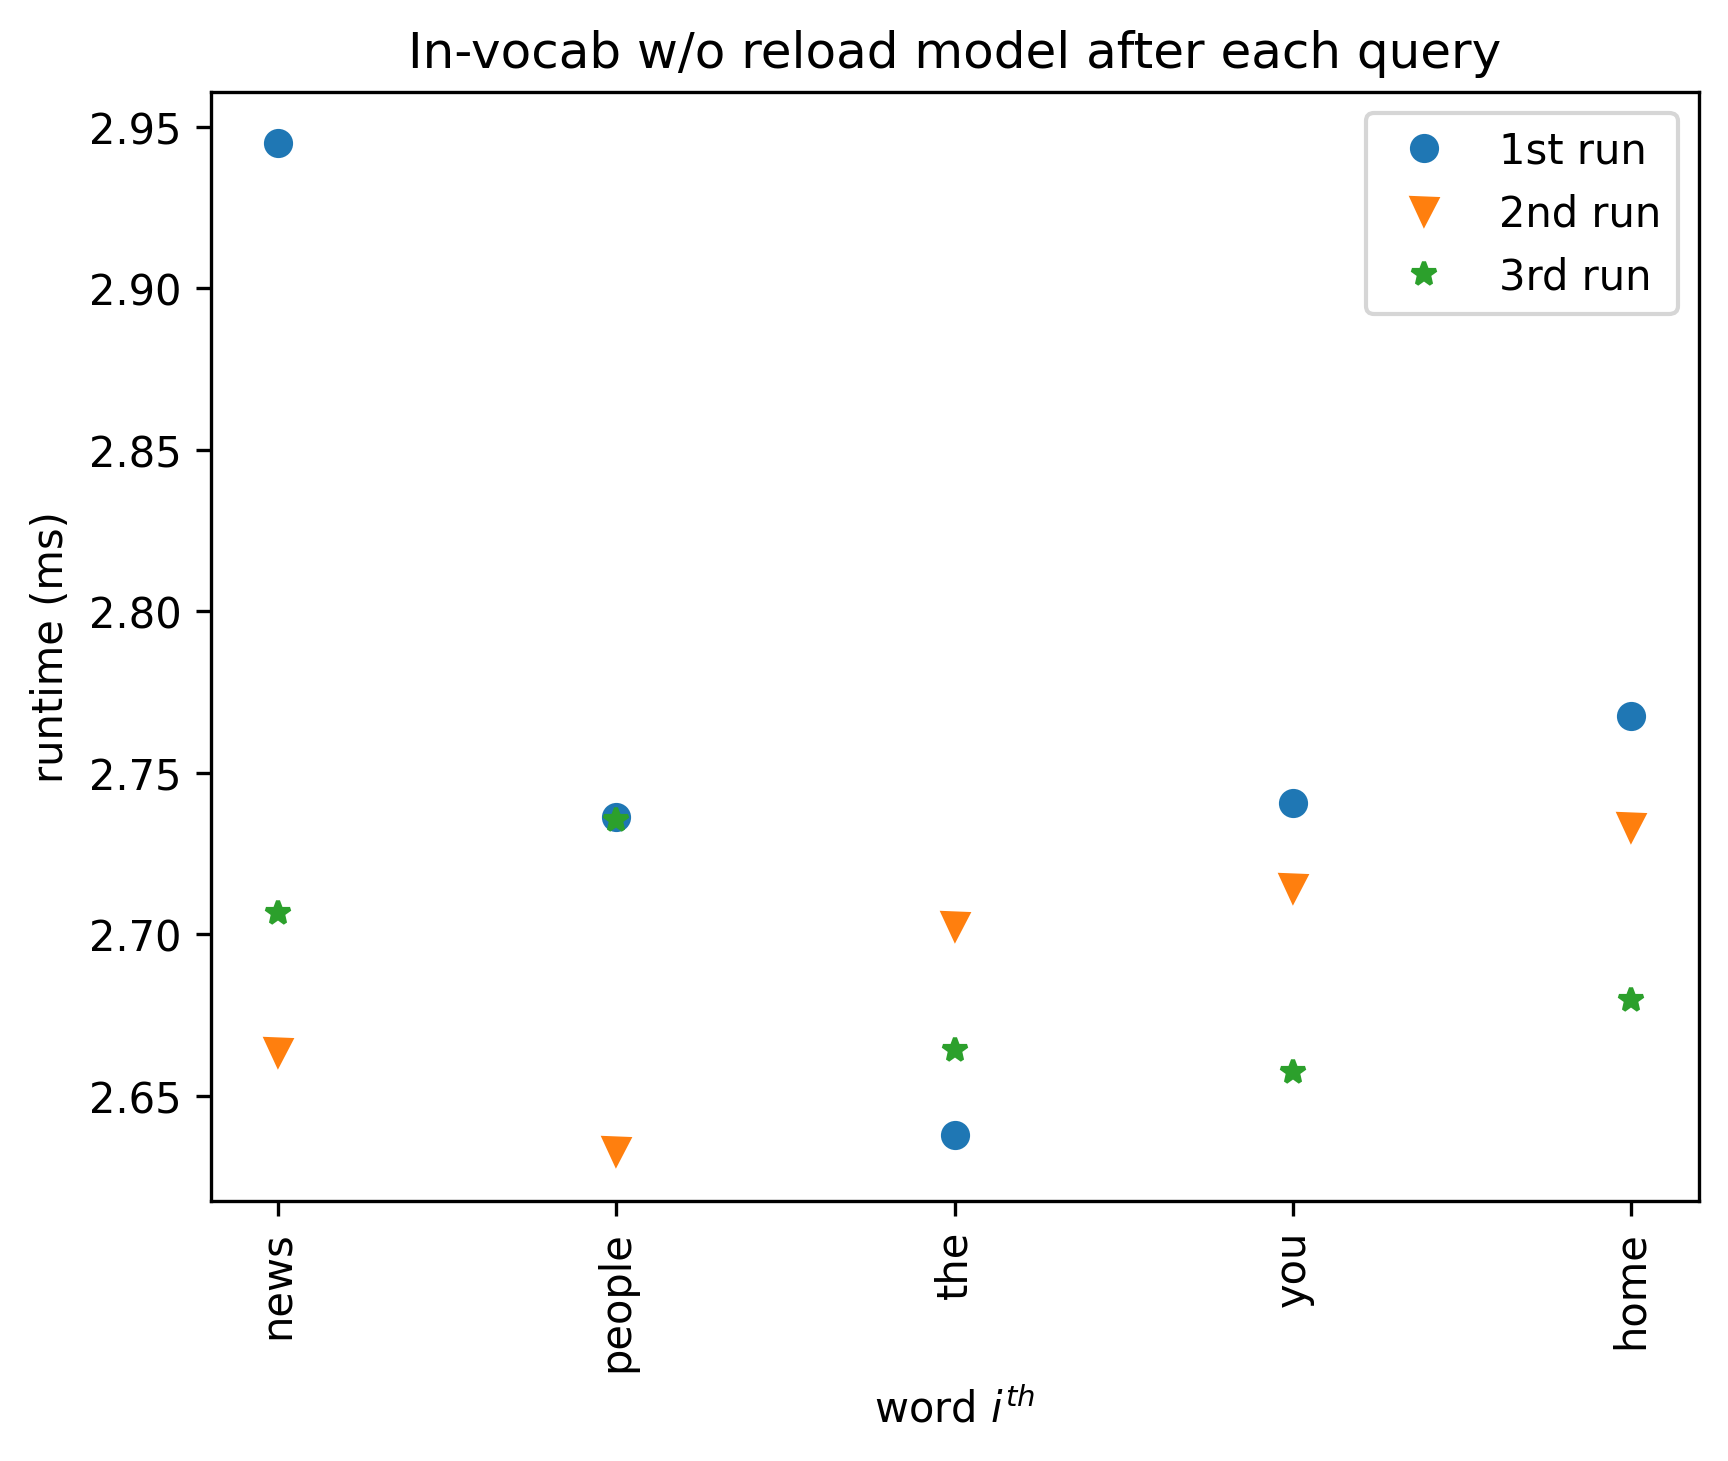 In-vocab w/o reload model after each query
1st run
2nd run
3rd run
2.95
2.90
2.85
2.80
2.75
2.70
2.65
runtime (ms)
news
people
the
you
home
word i^th